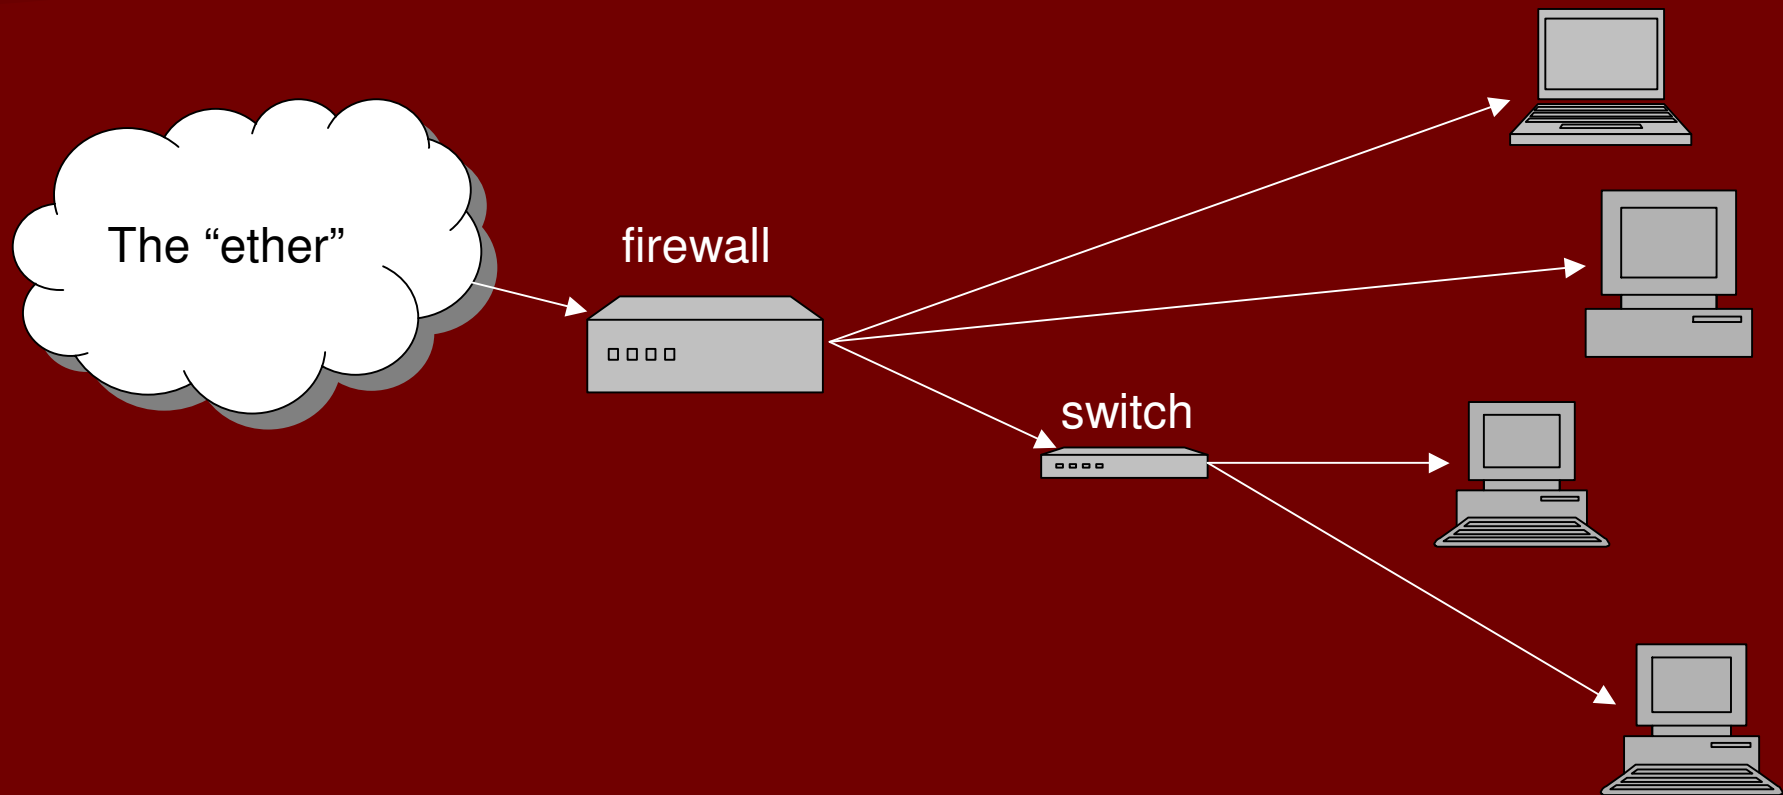 The “ether”
firewall
switch